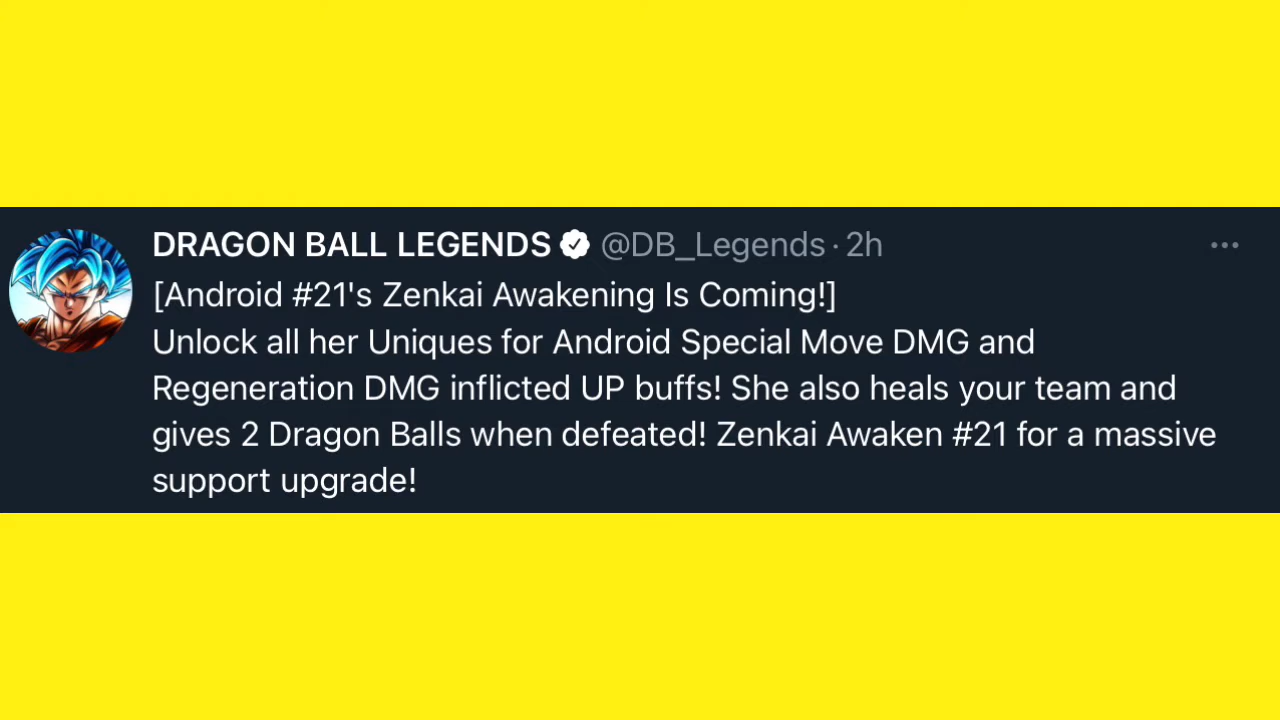 DRAGON BALL LEGENDS @DB_Legends · 2h
[Android #21's Zenkai Awakening Is Coming!]
Unlock all her Uniques for Android Special Move DMG and
Regeneration DMG inflicted UP buffs! She also heals your team and
gives 2 Dragon Balls when defeated! Zenkai Awaken #21 for a massive
support upgrade!